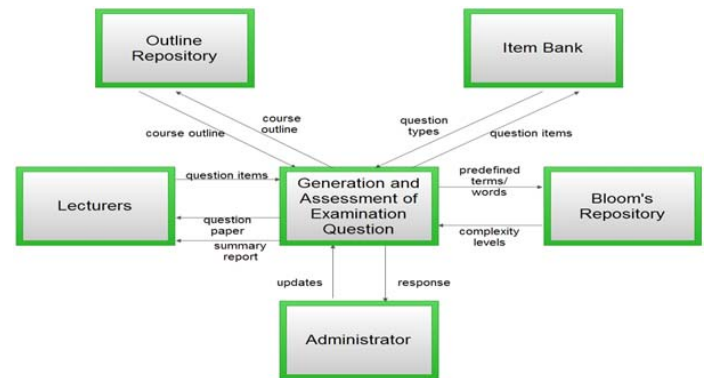 Outline
Repository
Item Bank
course
outline
course outline
question
types
question items
Lecturers
question items
question
paper
summary
report
Generation and
Assessment of
Examination
Question
predefined
terms/
words
complexity
levels
Bloom's
Repository
updates
response
Administrator